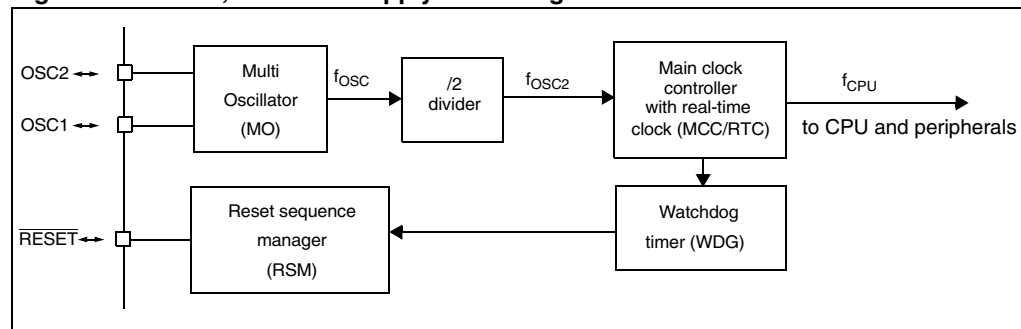 OSC2
OSC1
RESET
Multi
Oscillator
(MO)
fOSC
/2
divider
fOSC2
Main clock
controller
with real-time
clock (MCC/RTC)
fCPU
to CPU and peripherals
Reset sequence
manager
(RSM)
Watchdog
timer (WDG)